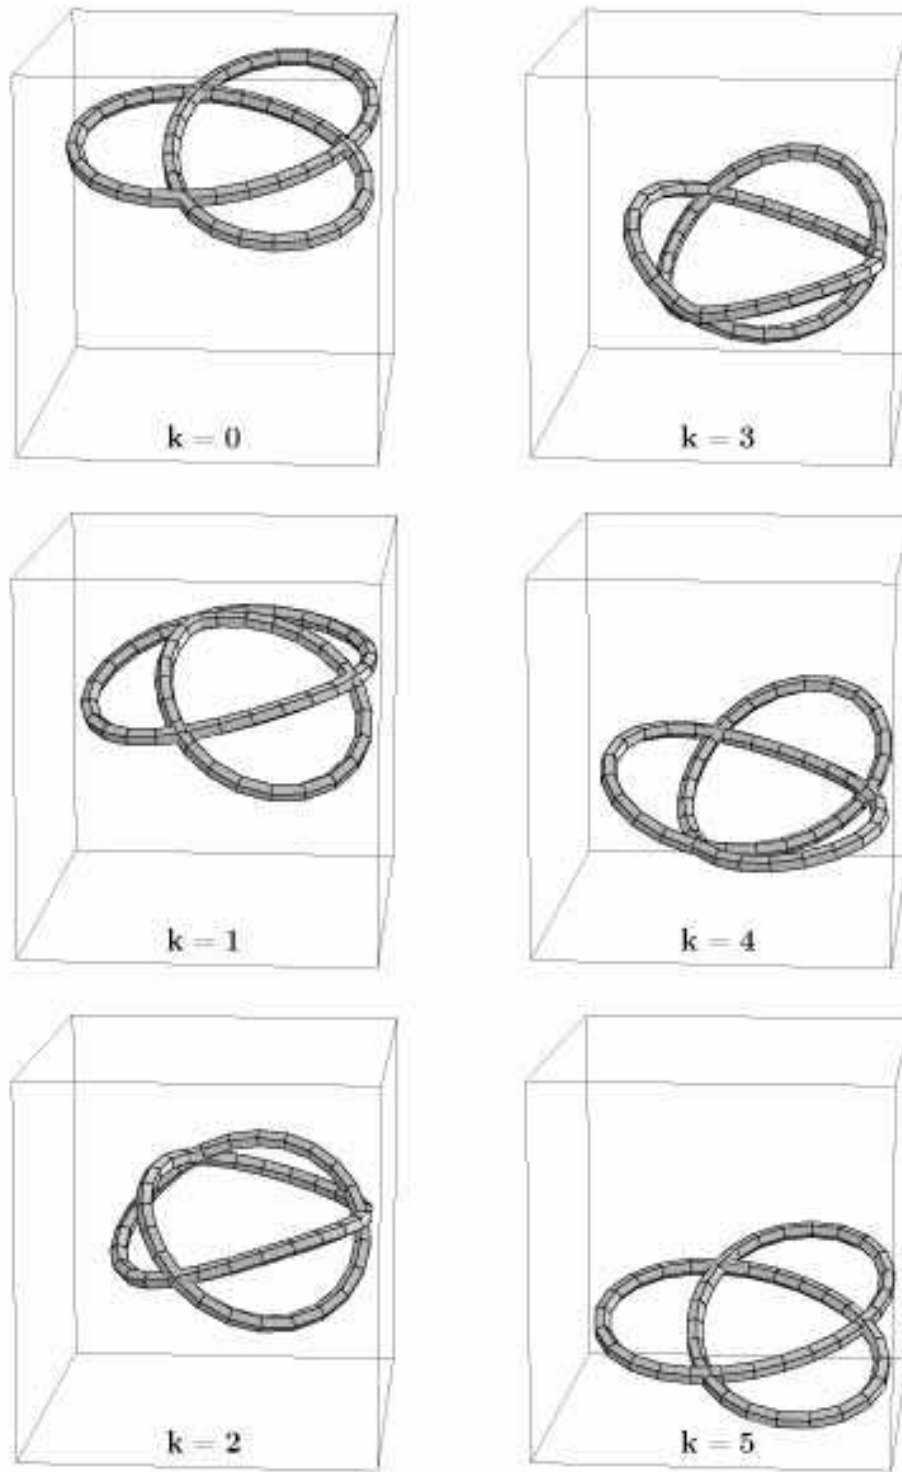 k = 0
k = 3
k = 1
k = 4
k = 2
k = 5